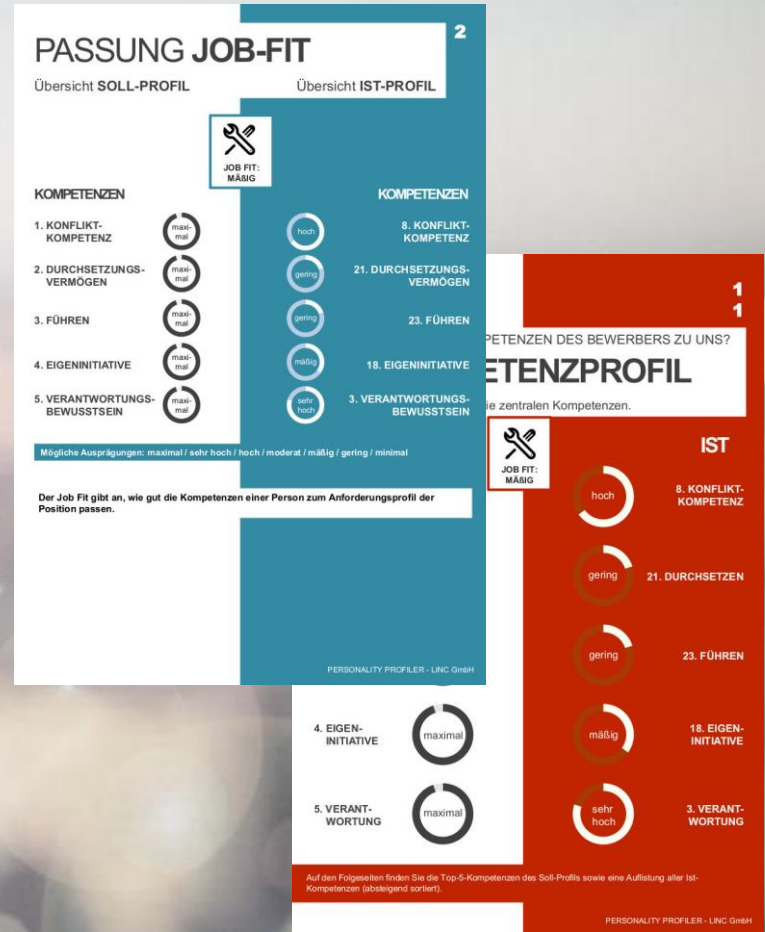 2
PASSUNG JOB-FIT
Übersicht SOLL-PROFIL
Übersicht IST-PROFIL
JOB FIT:
MÄßIG
KOMPETENZEN
KOMPETENZEN
1. KONFLIKT-
KOMPETENZ
maxi-
mal
hoch
8. KONFLIKT-
KOMPETENZ
2. DURCHSETZUNGS-
VERMÖGEN
maxi-
mal
gering
21. DURCHSETZUNGS-
VERMÖGEN
3. FÜHREN
maxi-
mal
gering
23. FÜHREN
4. EIGENINITIATIVE
maxi-
mal
mäßig
18. EIGENINITIATIVE
5. VERANTWORTUNGS-
BEWUSSTSEIN
maxi-
mal
sehr
hoch
3. VERANTWORTUNGS-
BEWUSSTSEIN
Mögliche Ausprägungen: maximal / sehr hoch / hoch / moderat / mäßig / gering / minimal
Der Job Fit gibt an, wie gut die Kompetenzen einer Person zum Anforderungsprofil der
Position passen.
PERSONALITY PROFILER - LINC GmbH
1
1
PETENZEN DES BEWERBERS ZU UNS?
ETENZPROFIL
ie zentralen Kompetenzen.
JOB FIT:
MÄßIG
IST
hoch
8. KONFLIKT-
KOMPETENZ
gering
21. DURCHSETZEN
gering
23. FÜHREN
4. EIGEN-
INITIATIVE
maximal
mäßig
18. EIGEN-
INITIATIVE
5. VERANT-
WORTUNG
maximal
sehr
hoch
3. VERANT-
WORTUNG
Auf den Folgeseiten finden Sie die Top-5-Kompetenzen des Soll-Profils sowie eine Auflistung aller Ist-
Kompetenzen (absteigend sortiert).
PERSONALITY PROFILER - LINC GmbH